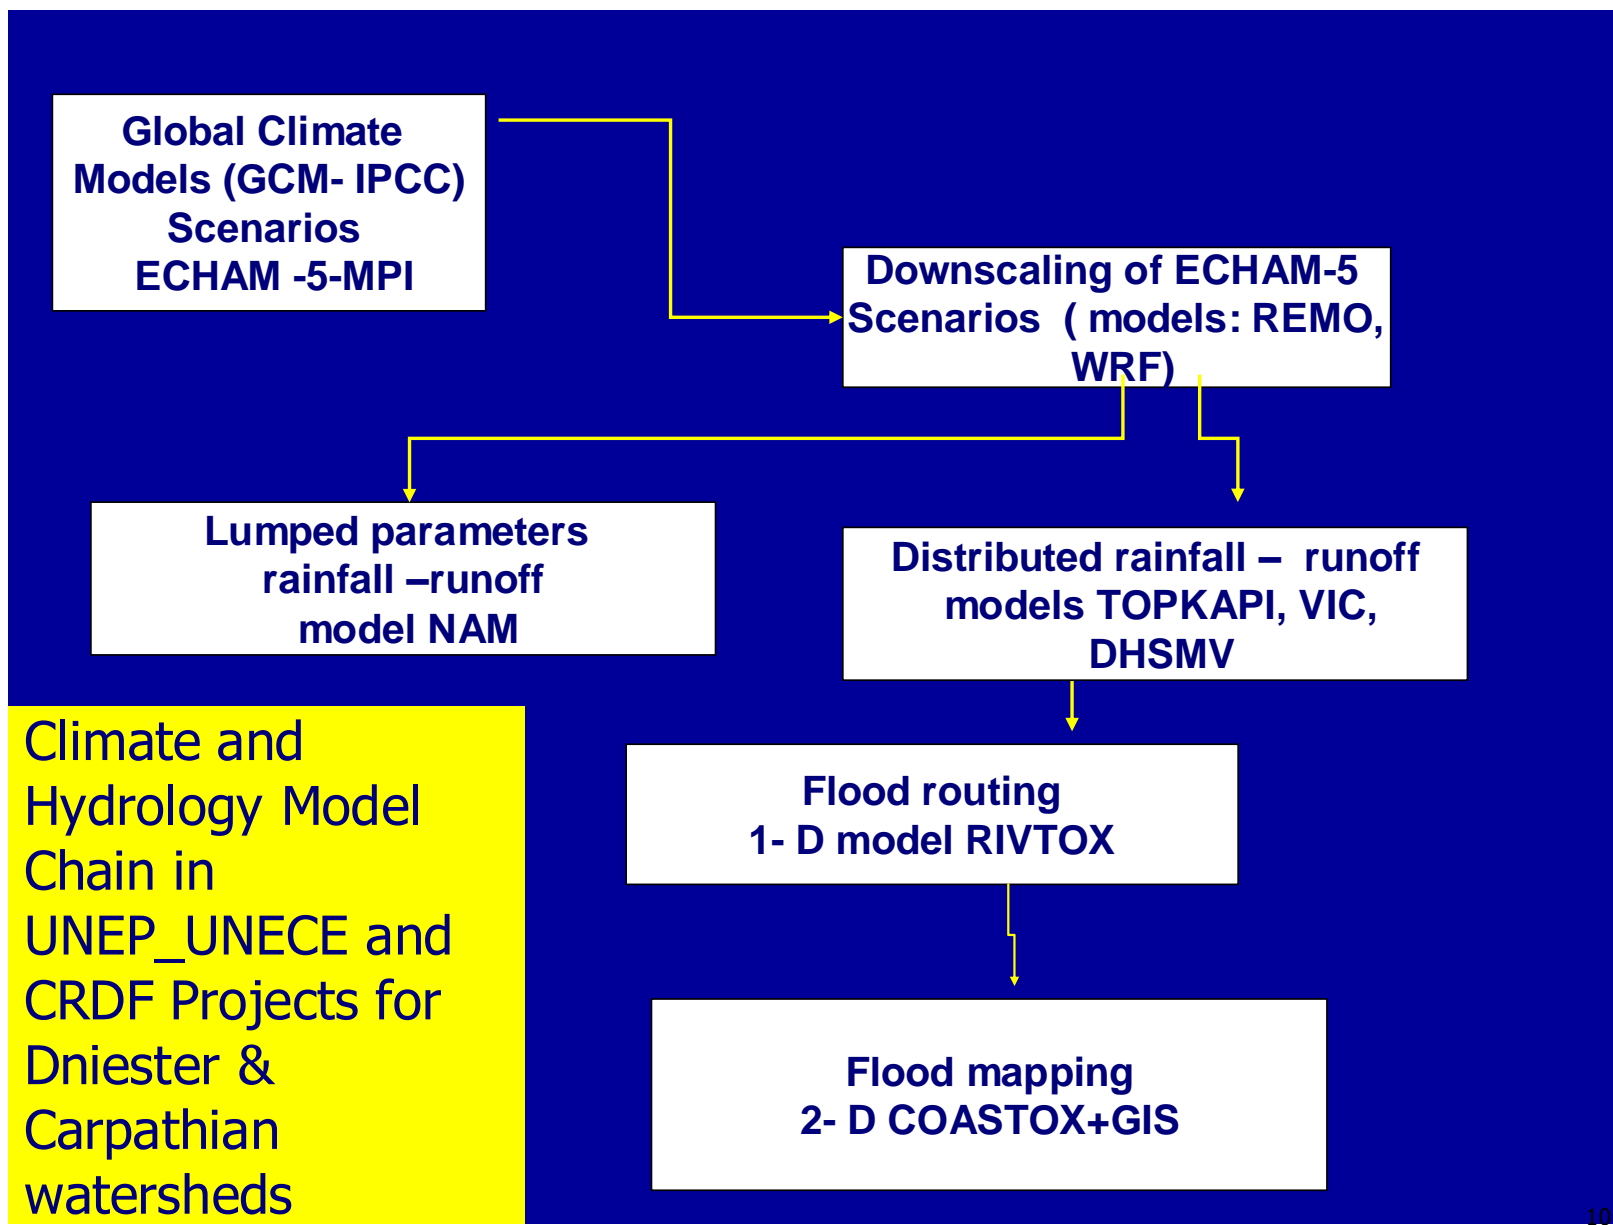 Global Climate
Models (GCM- IPCC)
Scenarios
ECHAM -5-MPI
Downscaling of ECHAM-5
Scenarios ( models: REMO,
WRF)
Lumped parameters
rainfall –runoff
model NAM
Distributed rainfall – runoff
models TOPKAPI, VIC,
DHSMV
Flood routing
1- D model RIVTOX
Flood mapping
2- D COASTOX+GIS
Climate and
Hydrology Model
Chain in
UNEP_UNECE and
CRDF Projects for
Dniester &
Carpathian
watersheds
10